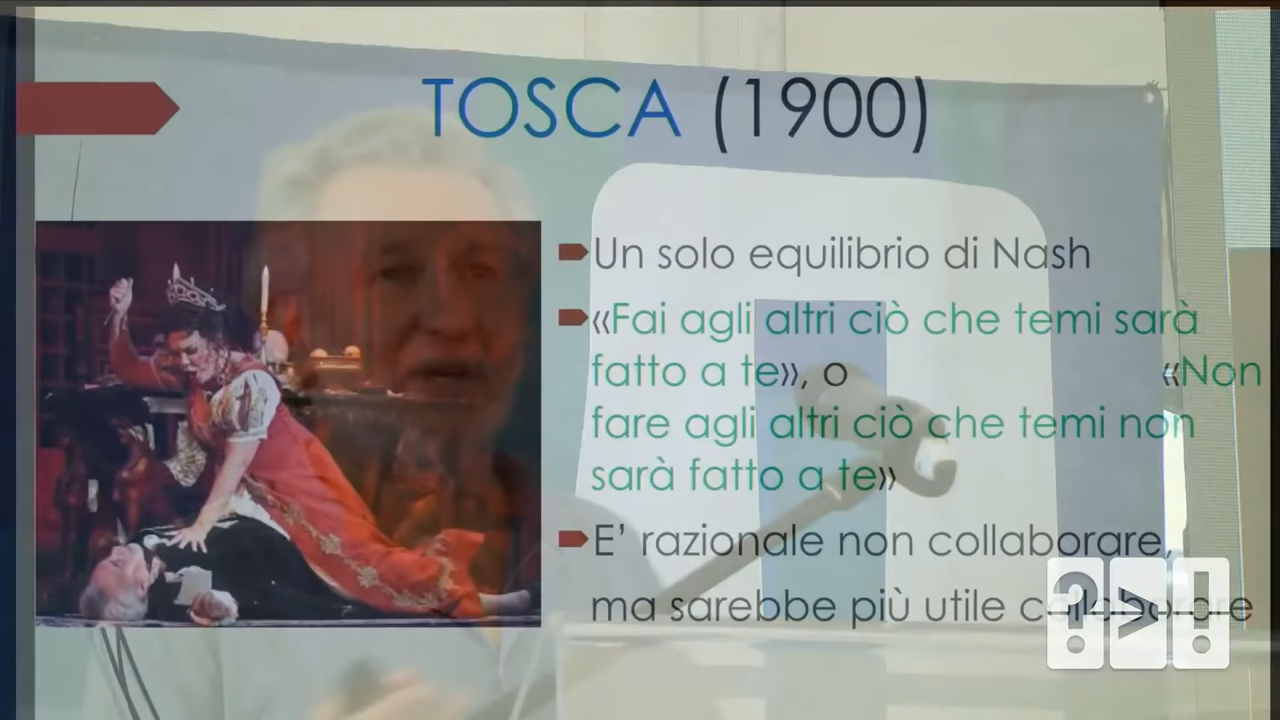 TOSCA (1900)
Un solo equilibrio di Nash
«Fai agli altri ciò che temi sarà
fatto a te», o «Non
fare agli altri ciò che temi non
sarà fatto a te»
E’ razionale non collaborare,
ma sarebbe più utile collaborare
?>!